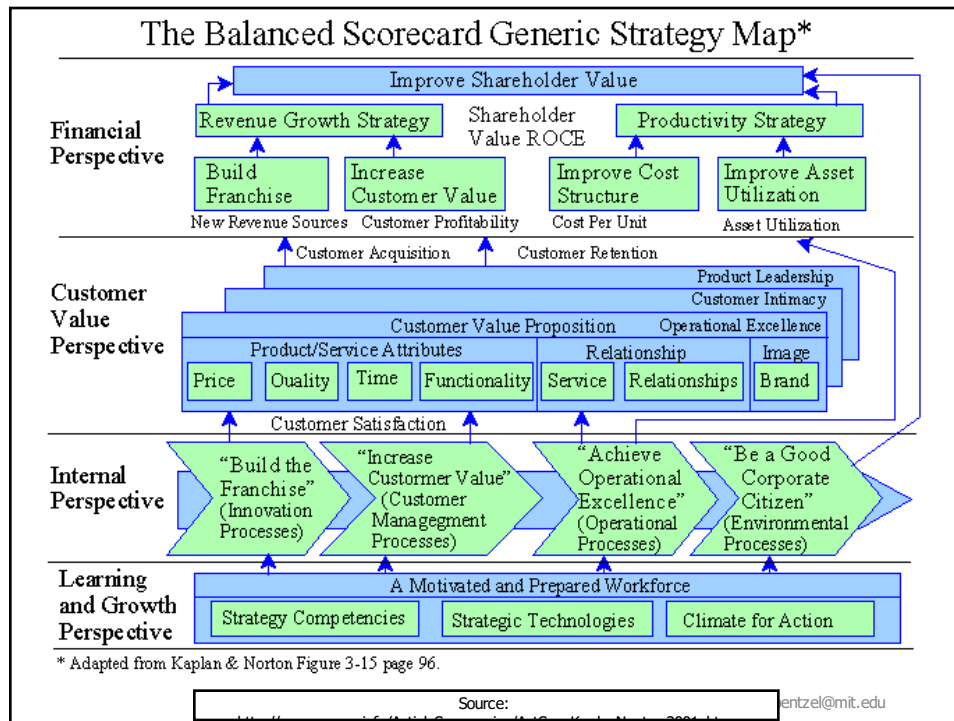 The Balanced Scorecard Generic Strategy Map*
Financial
Perspective
Improve Shareholder Value
Revenue Growth Strategy
Shareholder
Value ROCE
Productivity Strategy
Build
Franchise
Increase
Customer Value
Improve Cost
Structure
Improve Asset
Utilization
New Revenue Sources
Customer Profitability
Cost Per Unit
Asset Utilization
Customer
Value
Perspective
Customer Acquisition
Customer Retention
Product Leadership
Customer Intimacy
Customer Value Proposition
Operational Excellence
Product/Service Attributes
Relationship
Image
Price
Quality
Time
Functionality
Service
Relationships
Brand
Customer Satisfaction
Internal
Perspective
“Build the
Franchise”
(Innovation
Processes)
“Increase
Custormer Value”
(Customer
Managegment
Processes)
“Achieve
Operational
Excellence”
(Operational
Processes)
“Be a Good
Corporate
Citizen”
(Environmental
Processes)
Learning
and Growth
Perspective
A Motivated and Prepared Workforce
Strategy Competencies
Strategic Technologies
Climate for Action
* Adapted from Kaplan & Norton Figure 3-15 page 96.
Source:
entzel@mit.edu